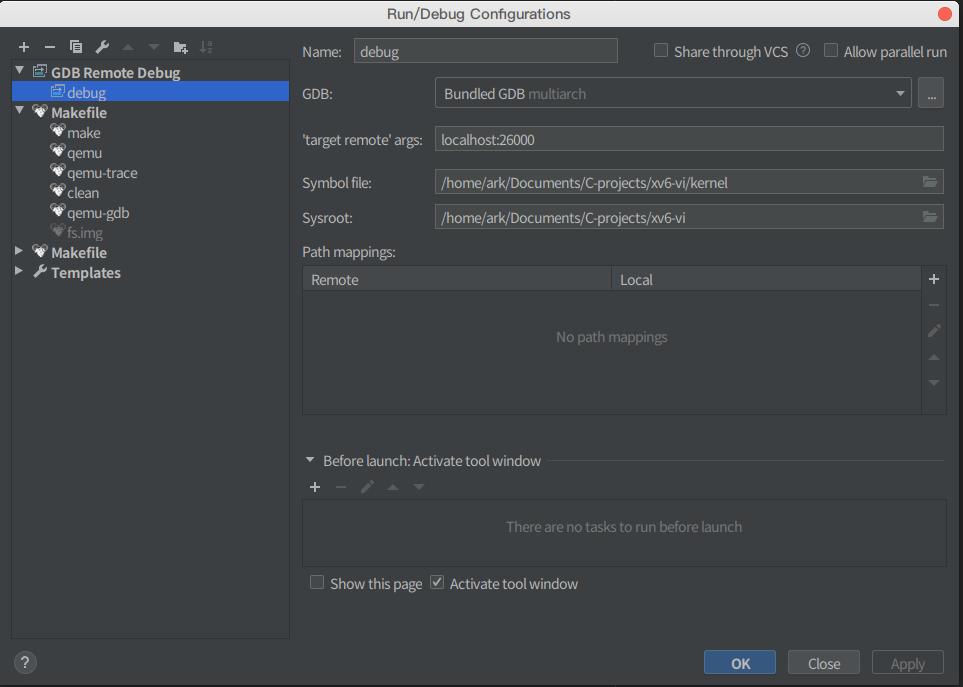 Run/Debug Configurations
Name: debug Share through VCS ? Allow parallel run
GDB Remote Debug
debug
Makefile
make
qemu
qemu-trace
clean
qemu-gdb
fs.img
Makefile
Templates
GDB: Bundled GDB multiarch ...
'target remote' args: localhost:26000
Symbol file: /home/ark/Documents/C-projects/xv6-vi/kernel
Sysroot: /home/ark/Documents/C-projects/xv6-vi
Path mappings:
Remote Local
No path mappings
Before launch: Activate tool window
There are no tasks to run before launch
Show this page Activate tool window
? OK Close Apply